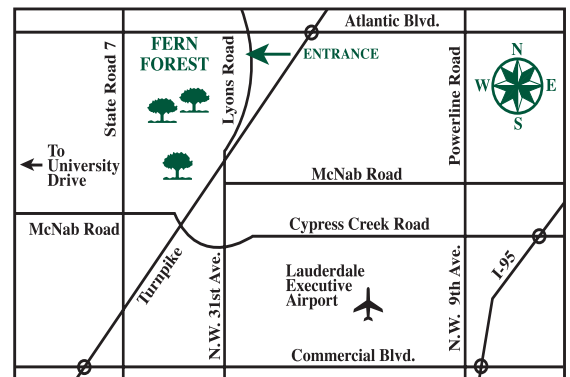 Atlantic Blvd.
FERN
FOREST
ENTRANCE
State Road 7
Lyons Road
Powerline Road
N
W
E
S
To
University
Drive
McNab Road
McNab Road
Cypress Creek Road
Turnpike
N.W. 31st Ave.
Lauderdale
Executive
Airport
N.W. 9th Ave.
I-95
Commercial Blvd.